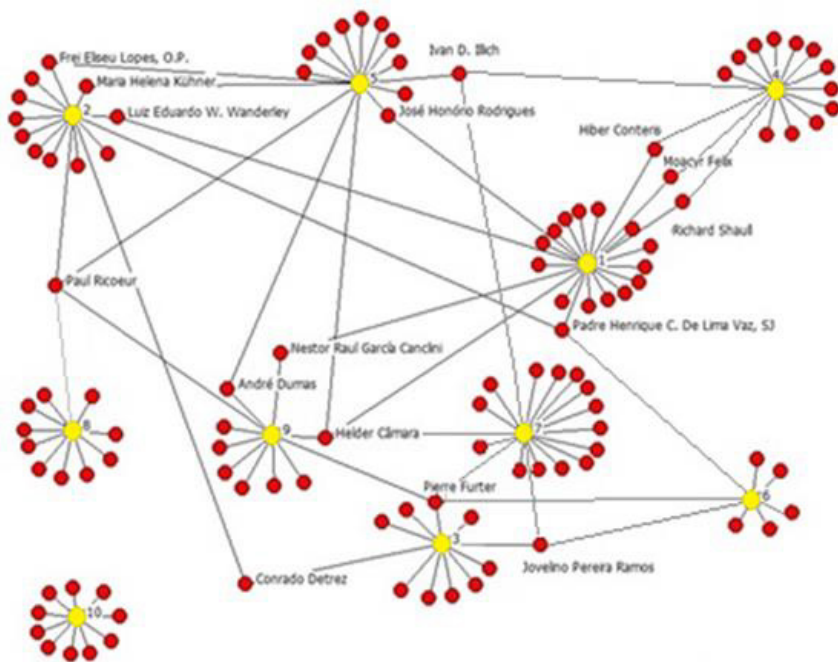 Frei Eliseu Lopes, O.P.
5
Ivan D. Illich
4
Maria Helena Kühner
2
Luiz Eduardo W. Wanderley
José Honório Rodrigues
Hiber Conteris
Moacyr Felix
Richard Shaull
1
Paul Ricoeur
Padre Henrique C. De Lima Vaz, SJ
Nestor Raul García Canclini
André Dumas
8
9
Helder Câmara
7
Pierre Furter
6
3
Jovelino Pereira Ramos
Conrado Detrez
10